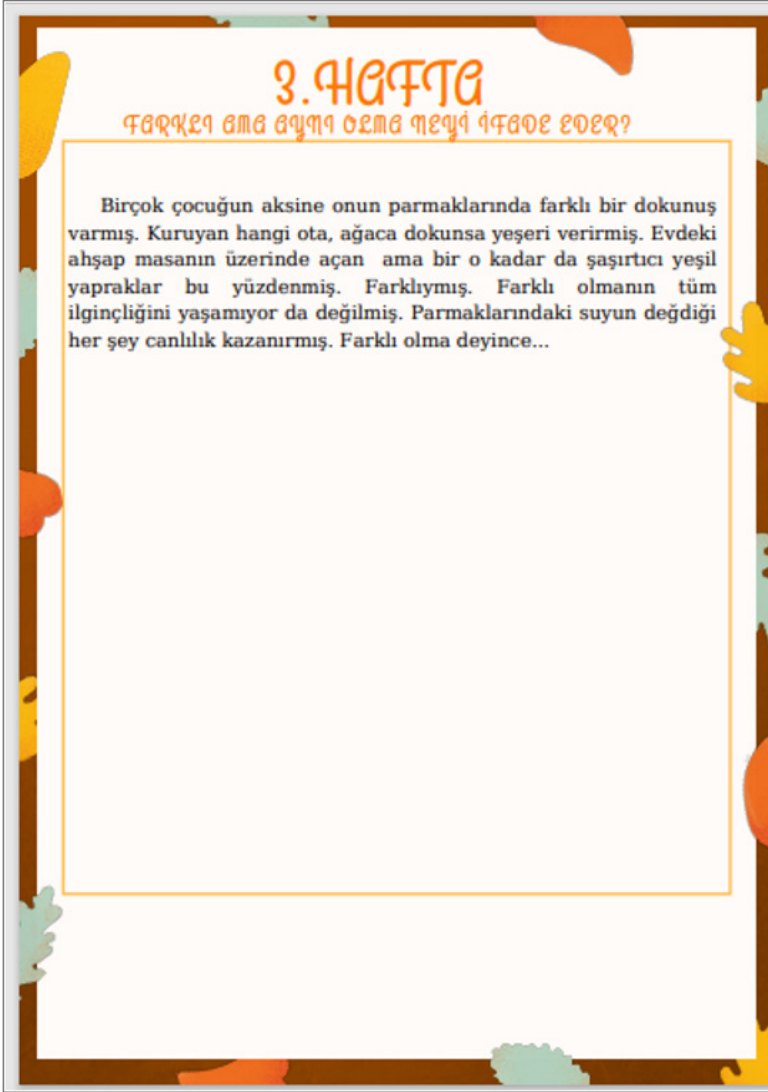 3.HAFTA
FARKLI AMA AYNI OLMA NEYİ İFADE EDER?
Birçok çocuğun aksine onun parmaklarında farklı bir dokunuş
varmış. Kuruyan hangi ota, ağaca dokunsa yeşeri verirmiş. Evdeki
ahşap masanın üzerinde açan  ama bir o kadar da şaşırtıcı yeşil
yapraklar bu yüzdenmiş. Farklıymış. Farklı olmanın tüm
ilginçliğini yaşamıyor da değilmiş. Parmaklarındaki suyun değdiği
her şey canlılık kazanırmış. Farklı olma deyince...